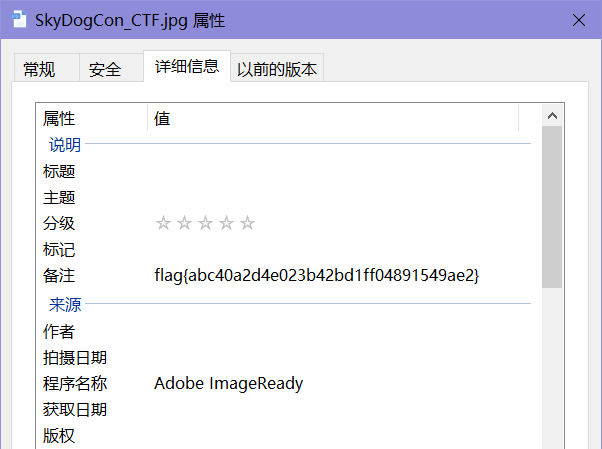 SkyDogCon_CTF.jpg 属性
常规 安全 详细信息 以前的版本
属性 值
说明
标题
主题
分级
标记
备注 flag{abc40a2d4e023b42bd1ff04891549ae2}
来源
作者
拍摄日期
程序名称 Adobe ImageReady
获取日期
版权